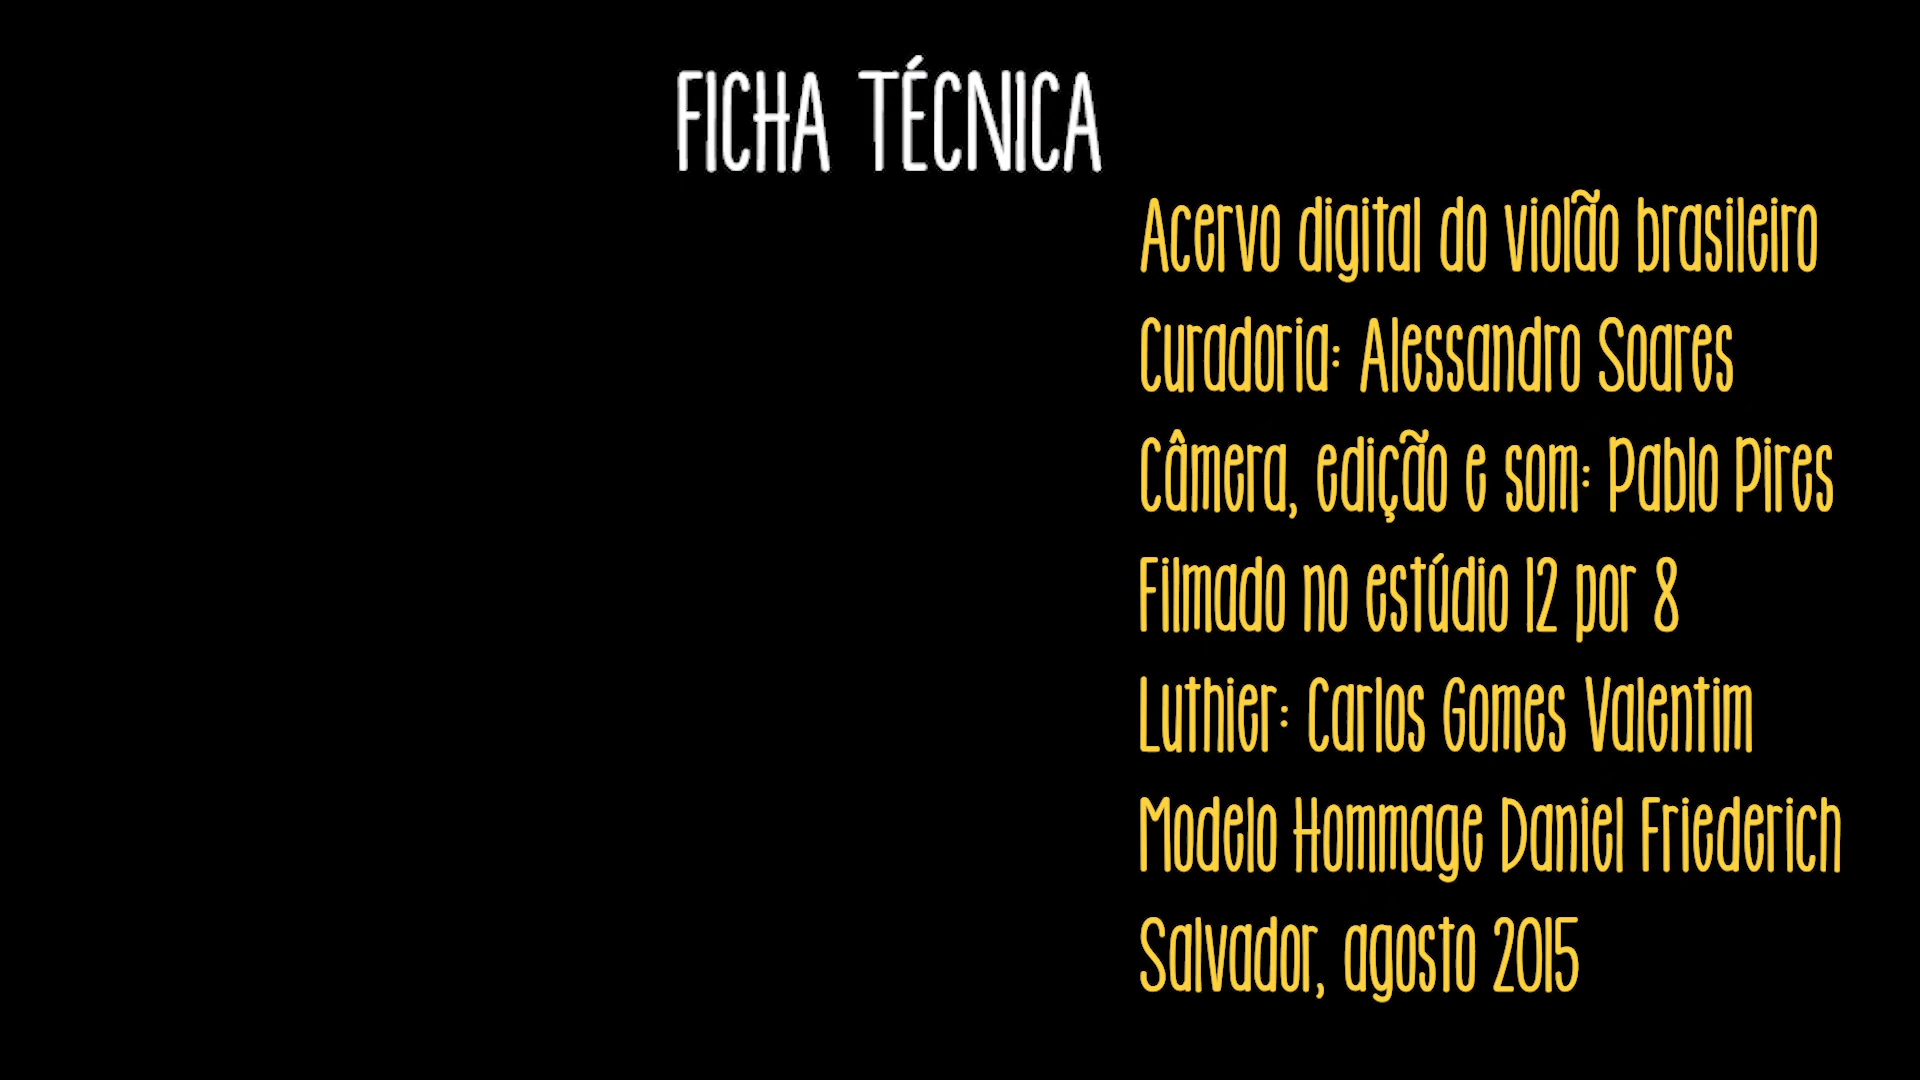 FICHA TÉCNICA
Acervo digital do violão brasileiro
Curadoria: Alessandro Soares
Câmera, edição e som: Pablo Pires
Filmado no estúdio 12 por 8
Luthier: Carlos Gomes Valentim
Modelo Hommage Daniel Friederich
Salvador, agosto 2015